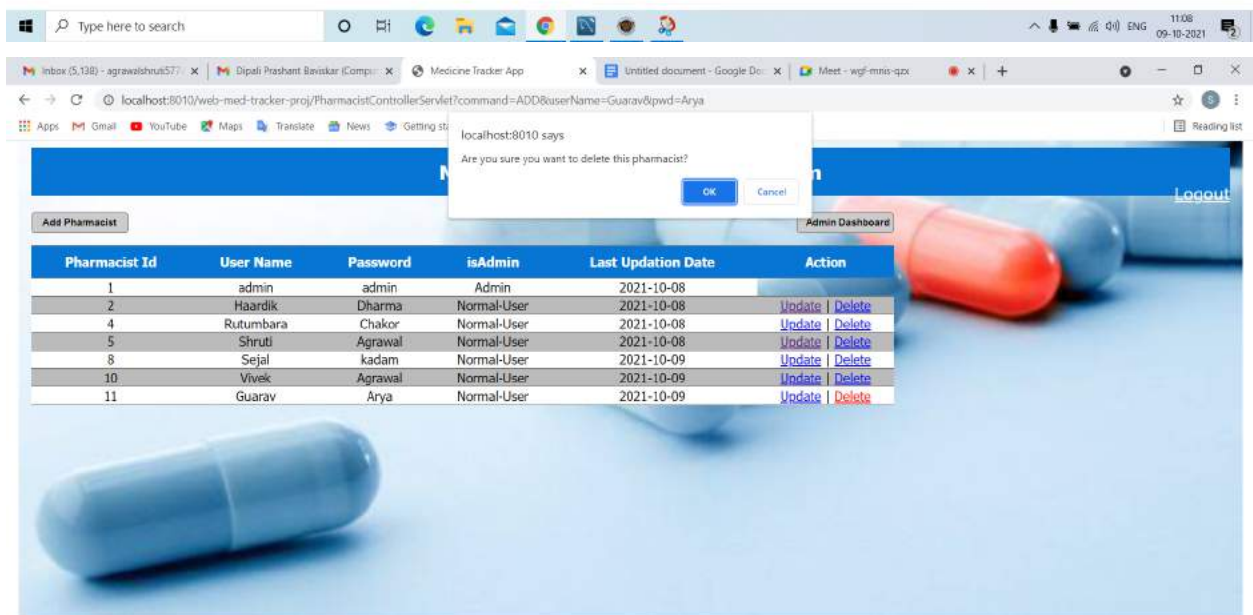 Type here to search
ENG
11:08
09-10-2021
2
Inbox (5,138) - agrawalshruti577
Dipali Prashant Baviskar (Compu
Medicine Tracker App
Untitled document - Google Do
Meet - wgf-mnis-qzx
localhost:8010/web-med-tracker-proj/PharmacistControllerServlet?command=ADD&userName=Guarav&pwd=Arya
Apps Gmail YouTube Maps Translate News Getting st
Reading list
localhost:8010 says
Are you sure you want to delete this pharmacist?
OK Cancel
Logout
Add Pharmacist Admin Dashboard
Pharmacist Id User Name Password isAdmin Last Updation Date Action
1 admin admin Admin 2021-10-08
2 Haardik Dharma Normal-User 2021-10-08 Update | Delete
4 Rutumbara Chakor Normal-User 2021-10-08 Update | Delete
5 Shruti Agrawal Normal-User 2021-10-08 Update | Delete
8 Sejal kadam Normal-User 2021-10-09 Update | Delete
10 Vivek Agrawal Normal-User 2021-10-09 Update | Delete
11 Guarav Arya Normal-User 2021-10-09 Update | Delete